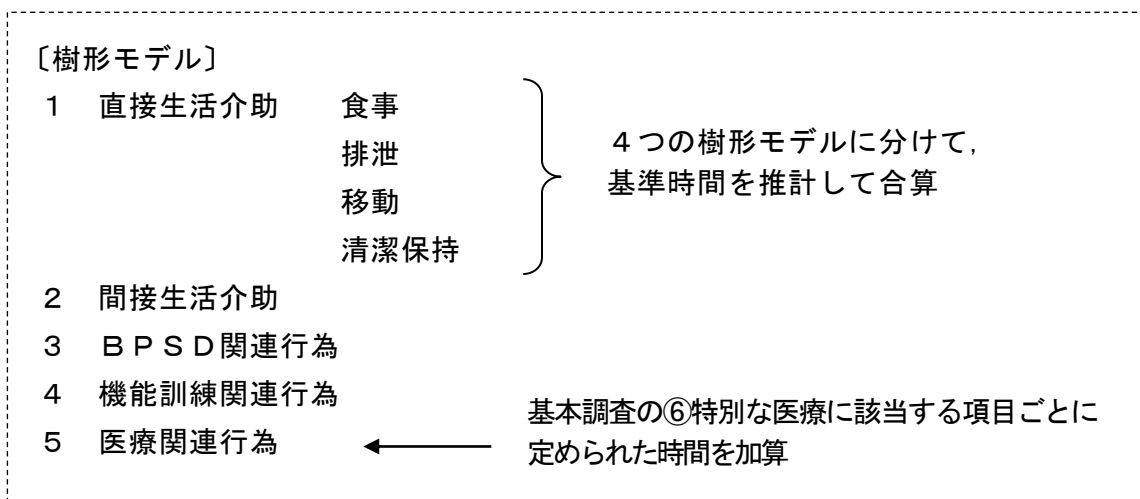 〔樹形モデル〕
１　直接生活介助　　食事
排泄
移動
清潔保持
４つの樹形モデルに分けて，
基準時間を推計して合算
２　間接生活介助
３　ＢＰＳＤ関連行為
４　機能訓練関連行為
５　医療関連行為
基本調査の⑥特別な医療に該当する項目ごとに
定められた時間を加算